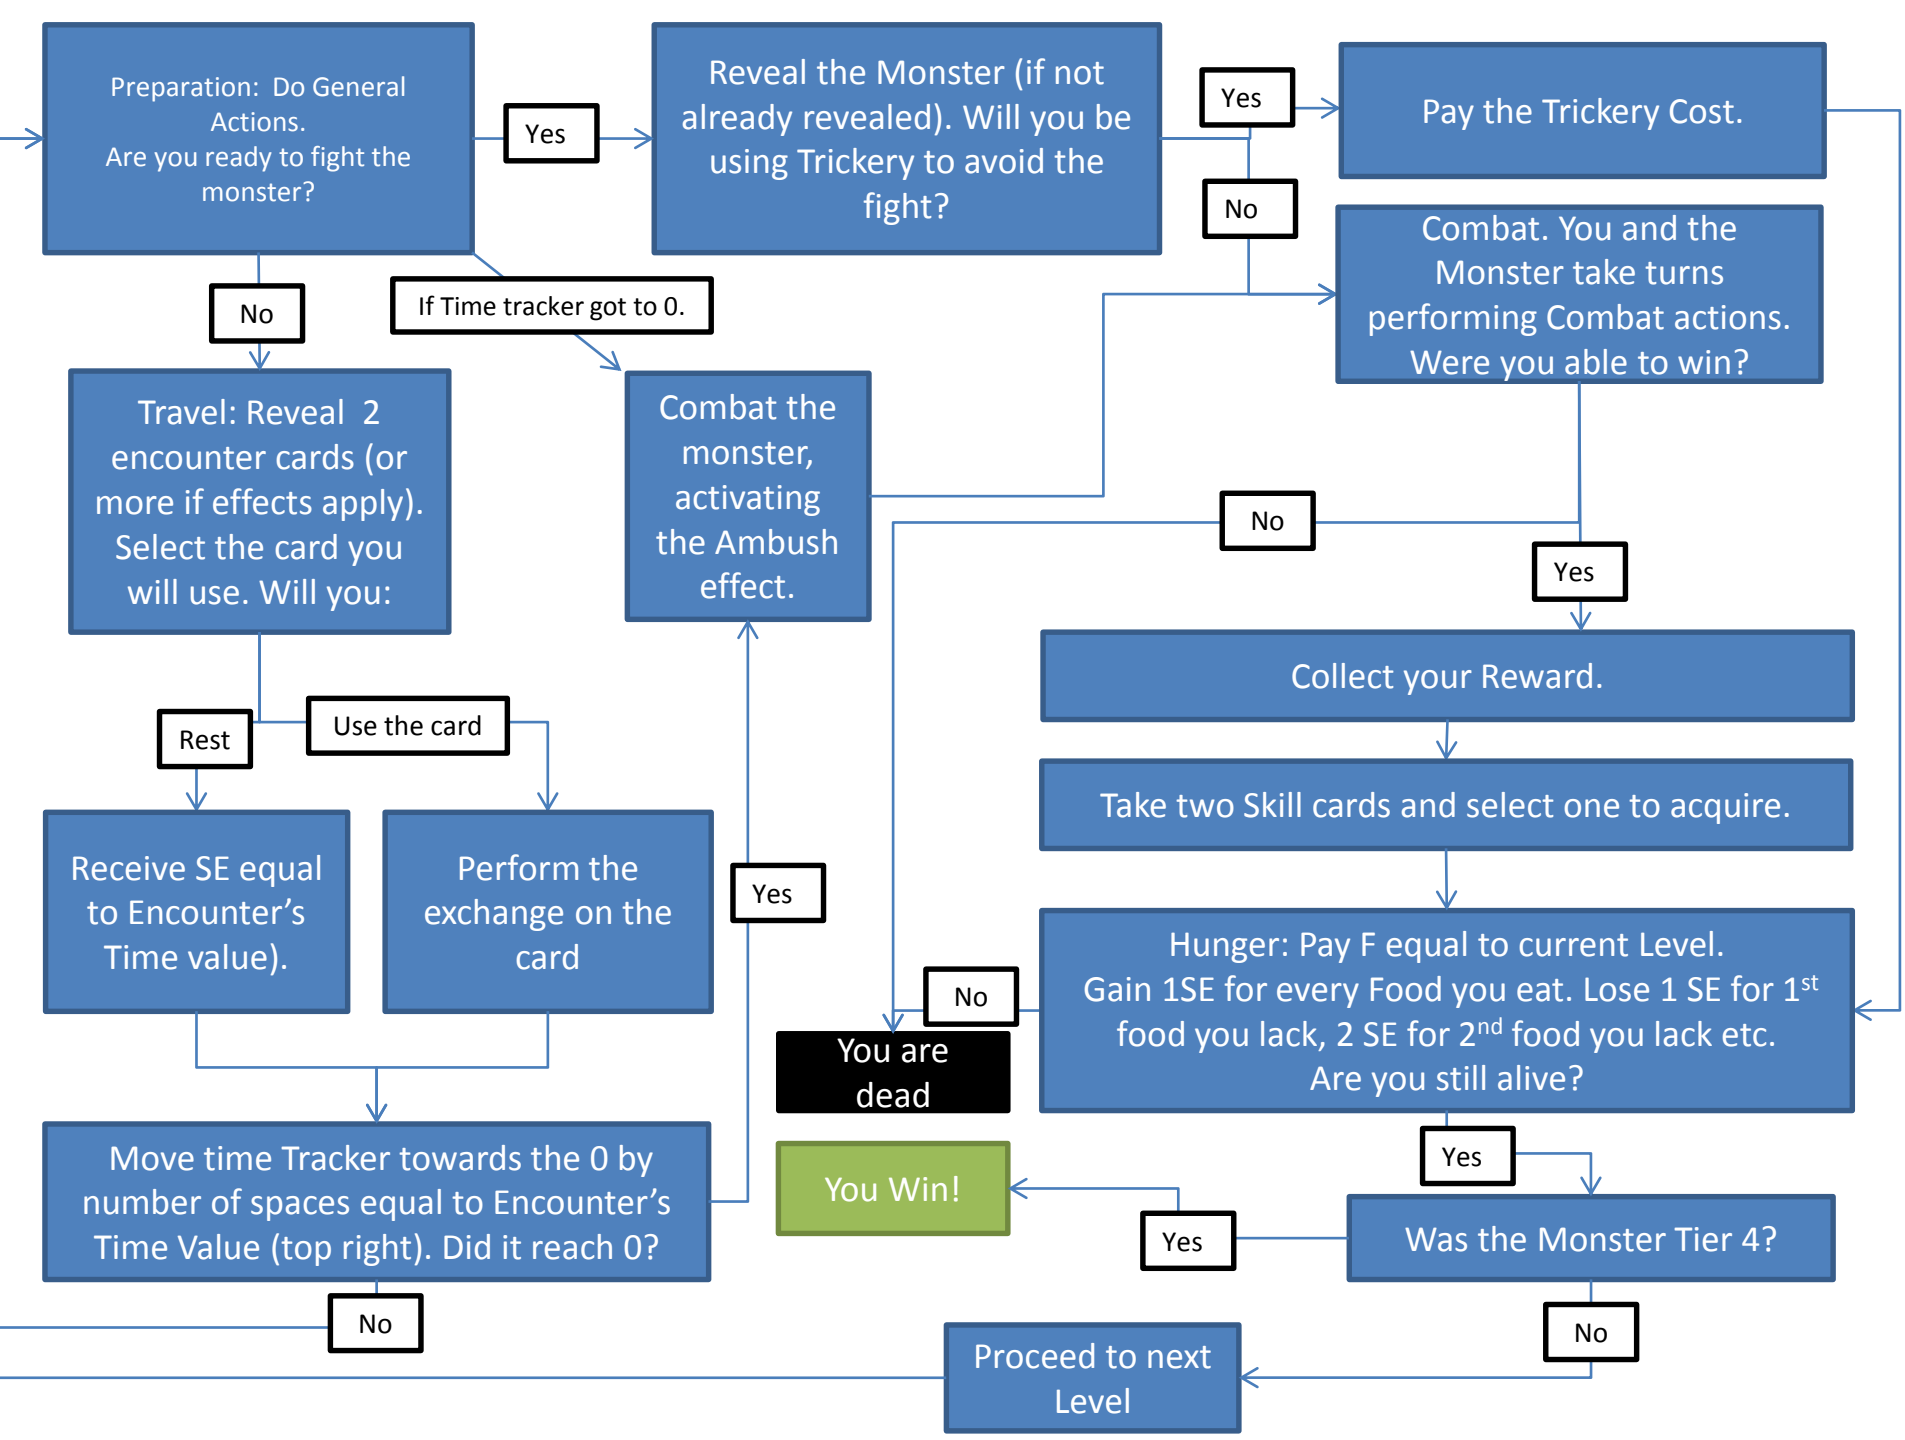 Preparation:  Do General
Actions.
Are you ready to fight the
monster?
Yes
Reveal the Monster (if not
already revealed). Will you be
using Trickery to avoid the
fight?
Yes
Pay the Trickery Cost.
No
Combat. You and the
Monster take turns
performing Combat actions.
Were you able to win?
No
If Time tracker got to 0.
Travel: Reveal  2
encounter cards (or
more if effects apply).
Select the card you
will use. Will you:
Combat the
monster,
activating
the Ambush
effect.
No
Yes
Collect your Reward.
Rest
Use the card
Take two Skill cards and select one to acquire.
Receive SE equal
to Encounter’s
Time value).
Perform the
exchange on the
card
Yes
Hunger: Pay F equal to current Level.
Gain 1SE for every Food you eat. Lose 1 SE for 1st
food you lack, 2 SE for 2nd food you lack etc.
Are you still alive?
No
You are
dead
Move time Tracker towards the 0 by
number of spaces equal to Encounter’s
Time Value (top right). Did it reach 0?
Yes
You Win!
Yes
Was the Monster Tier 4?
No
No
Proceed to next
Level